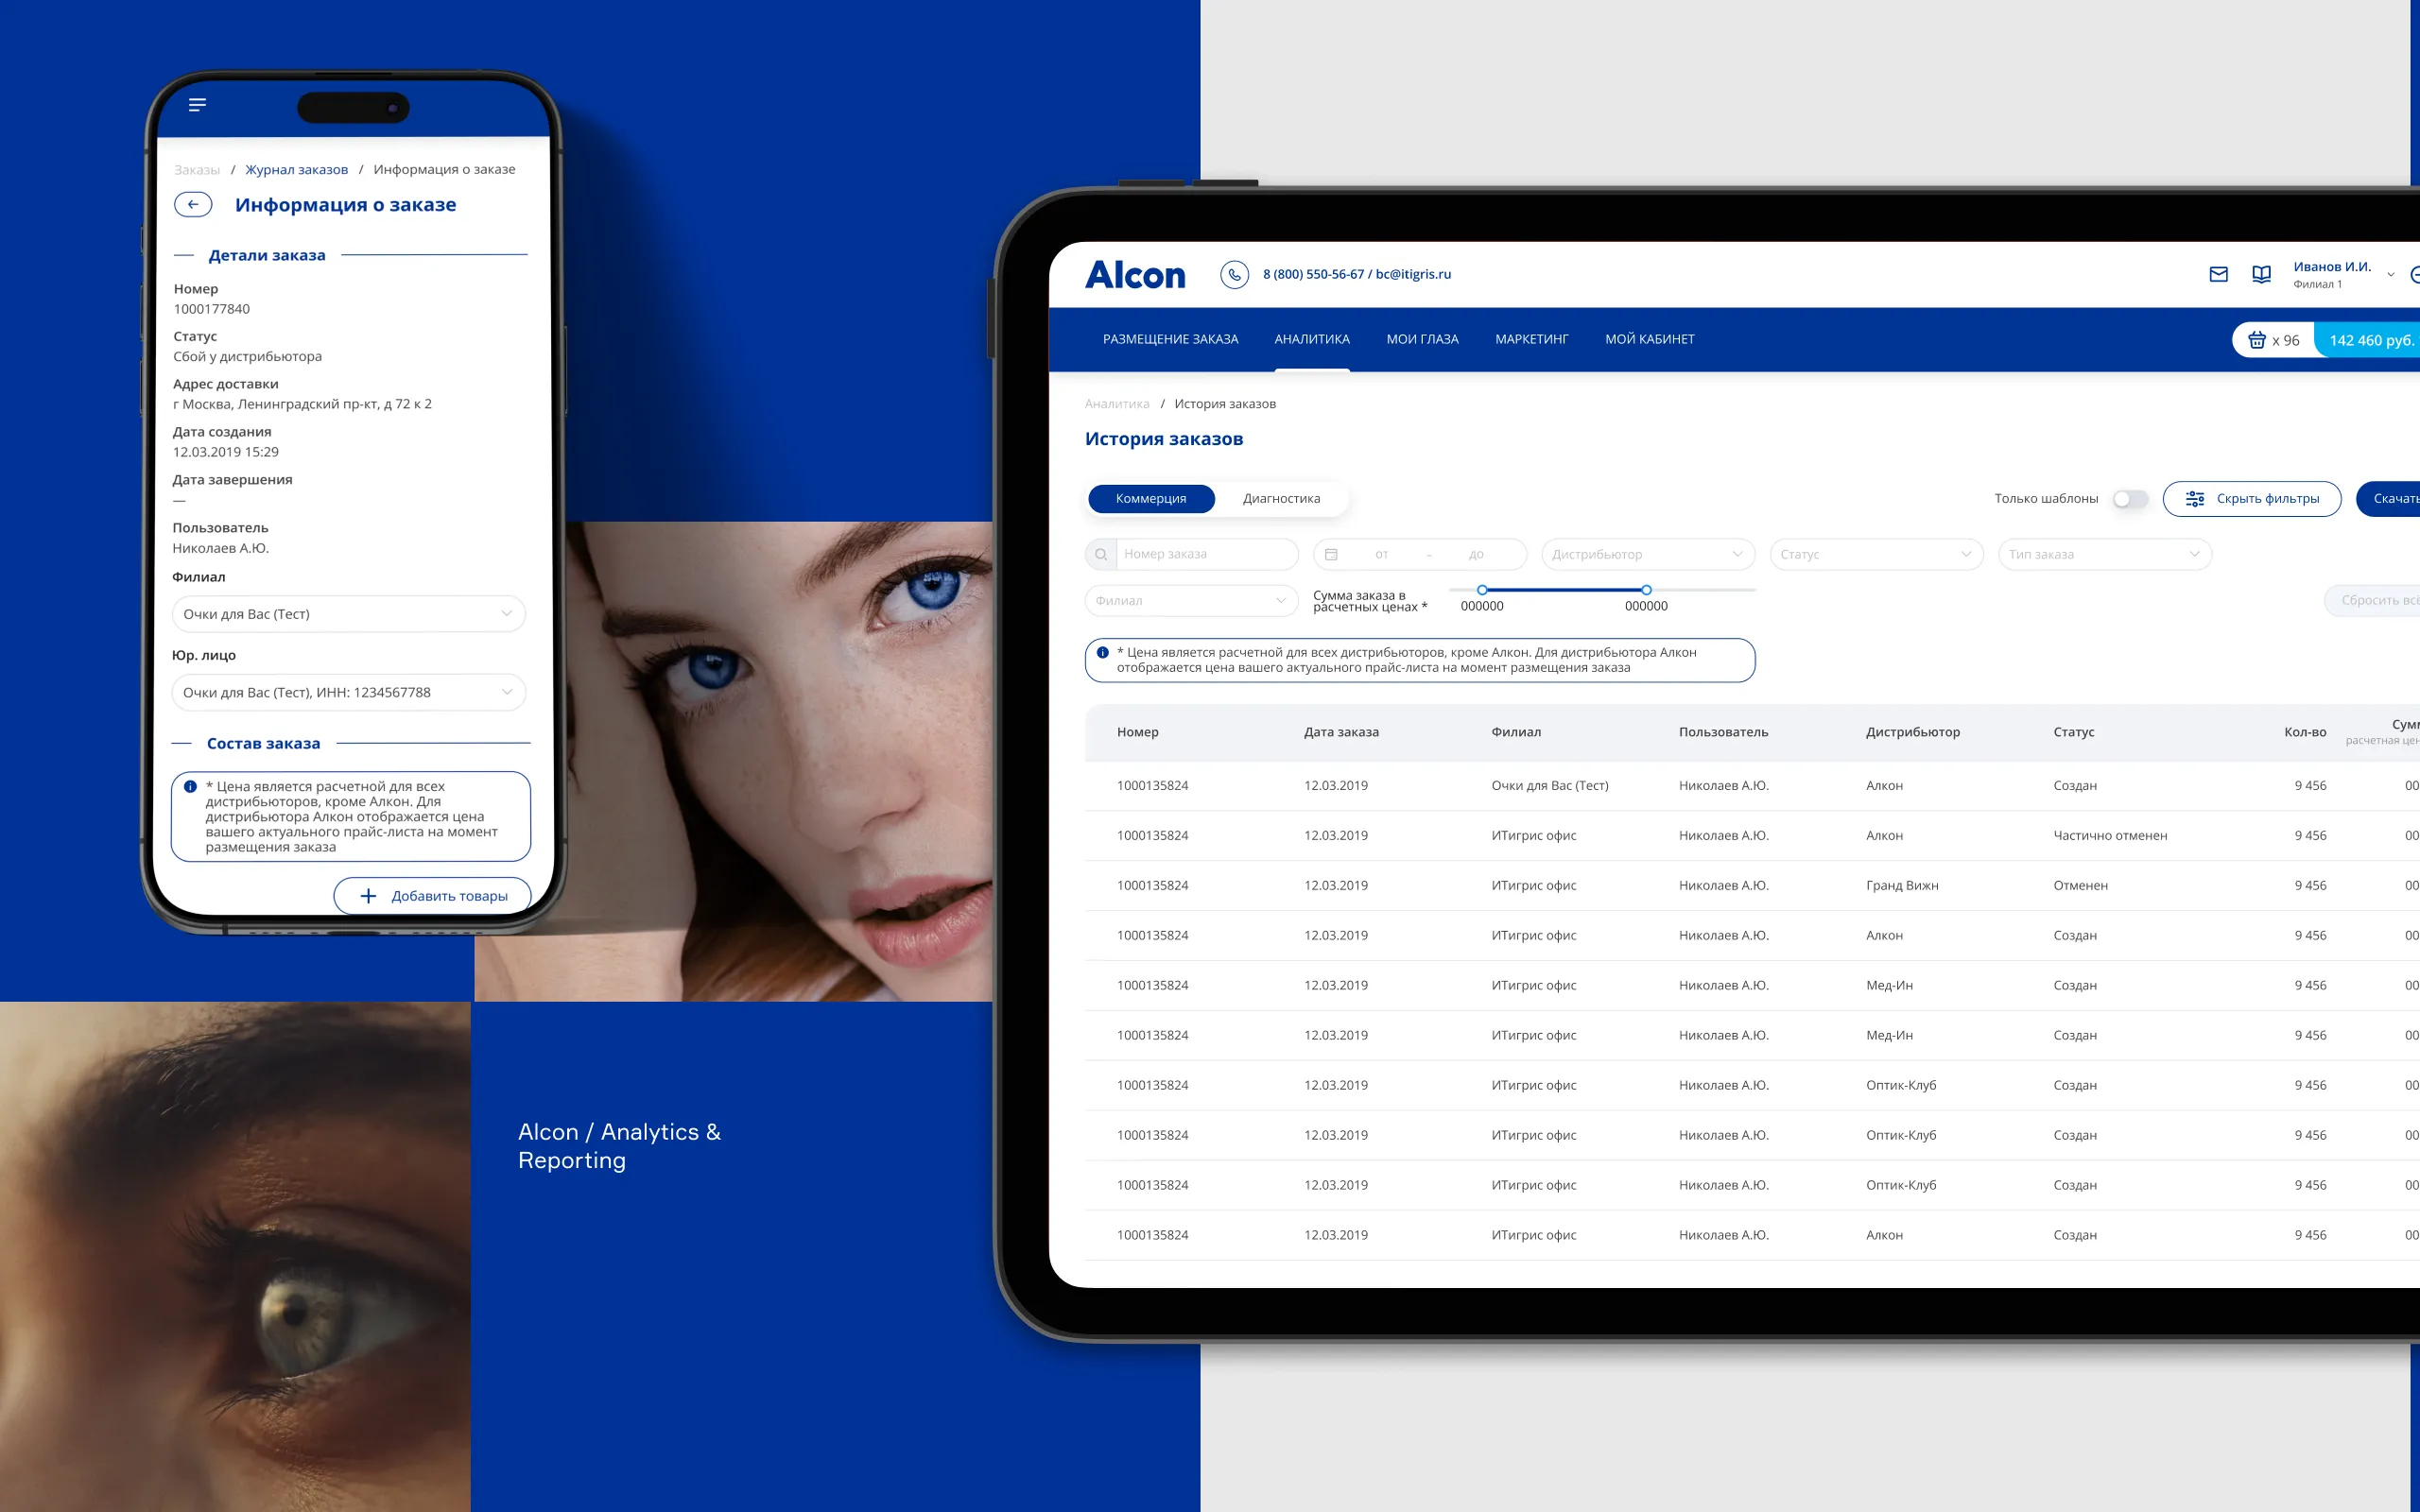 Заказы / Журнал заказов / Информация о заказе
Информация о заказе
Детали заказа
Номер
1000177840
Статус
Сбой у дистрибьютора
Адрес доставки
г Москва, Ленинградский пр-кт, д 72 к 2
Дата создания
12.03.2019 15:29
Дата завершения
—
Пользователь
Николаев А.Ю.
Филиал
Очки для Вас (Тест)
Юр. лицо
Очки для Вас (Тест), ИНН: 1234567788
Состав заказа
* Цена является расчетной для всех
дистрибьюторов, кроме Алкон. Для
дистрибьютора Алкон отображается цена
вашего актуального прайс-листа на момент
размещения заказа
Добавить товары
Alcon / Analytics &
Reporting
Alcon 8 (800) 550-56-67 / bc@itigris.ru Иванов И.И.
Филиал 1
РАЗМЕЩЕНИЕ ЗАКАЗА АНАЛИТИКА МОИ ГЛАЗА МАРКЕТИНГ МОЙ КАБИНЕТ x 96 142 460 руб.
Аналитика / История заказов
История заказов
Коммерция Диагностика Только шаблоны Скрыть фильтры Скачать
Номер заказа от – до Дистрибьютор Статус Тип заказа
Филиал Сумма заказа в
расчетных ценах * 000000 000000 Сбросить всё
* Цена является расчетной для всех дистрибьюторов, кроме Алкон. Для дистрибьютора Алкон
отображается цена вашего актуального прайс-листа на момент размещения заказа
Номер Дата заказа Филиал Пользователь Дистрибьютор Статус Кол-во Сумм
расчетная цен
1000135824 12.03.2019 Очки для Вас (Тест) Николаев А.Ю. Алкон Создан 9 456 00
1000135824 12.03.2019 ИТигрис офис Николаев А.Ю. Алкон Частично отменен 9 456 00
1000135824 12.03.2019 ИТигрис офис Николаев А.Ю. Гранд Вижн Отменен 9 456 00
1000135824 12.03.2019 ИТигрис офис Николаев А.Ю. Алкон Создан 9 456 00
1000135824 12.03.2019 ИТигрис офис Николаев А.Ю. Мед-Ин Создан 9 456 00
1000135824 12.03.2019 ИТигрис офис Николаев А.Ю. Мед-Ин Создан 9 456 00
1000135824 12.03.2019 ИТигрис офис Николаев А.Ю. Оптик-Клуб Создан 9 456 00
1000135824 12.03.2019 ИТигрис офис Николаев А.Ю. Оптик-Клуб Создан 9 456 00
1000135824 12.03.2019 ИТигрис офис Николаев А.Ю. Оптик-Клуб Создан 9 456 00
1000135824 12.03.2019 ИТигрис офис Николаев А.Ю. Алкон Создан 9 456 00